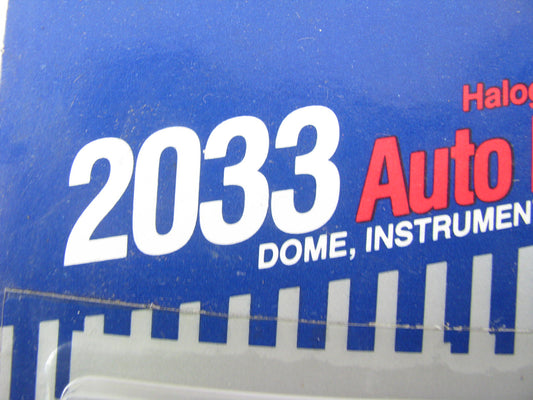 Halog
2033 Auto
DOME, INSTRUMEN